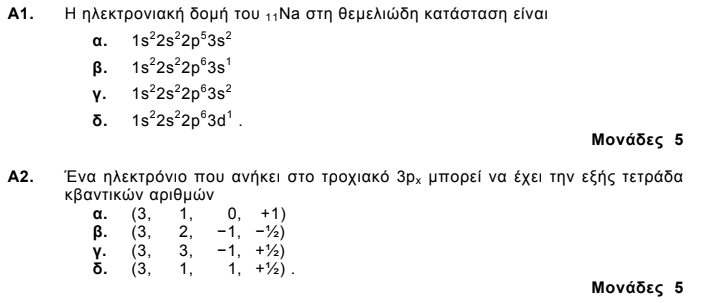 A1. Η ηλεκτρονιακή δομή του ₁₁Na στη θεμελιώδη κατάσταση είναι
α. 1s²2s²2p⁵3s²
β. 1s²2s²2p⁶3s¹
γ. 1s²2s²2p⁶3s²
δ. 1s²2s²2p⁶3d¹ .
Μονάδες 5
A2. Ένα ηλεκτρόνιο που ανήκει στο τροχιακό 3pₓ μπορεί να έχει την εξής τετράδα
κβαντικών αριθμών
α. (3, 1, 0, +1)
β. (3, 2, −1, −½)
γ. (3, 3, −1, +½)
δ. (3, 1, 1, +½) .
Μονάδες 5